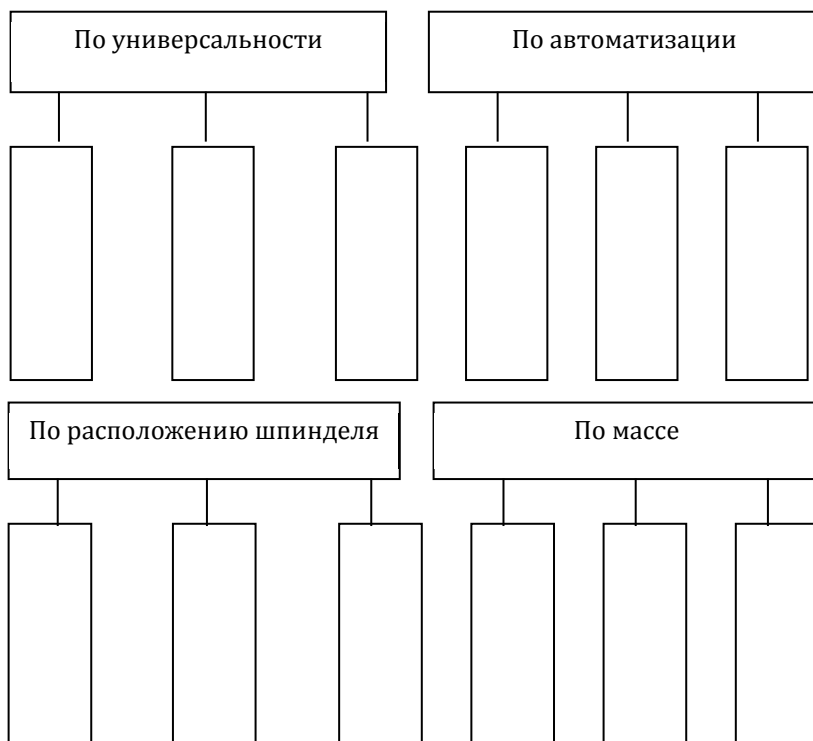 По универсальности
По автоматизации
По расположению шпинделя
По массе